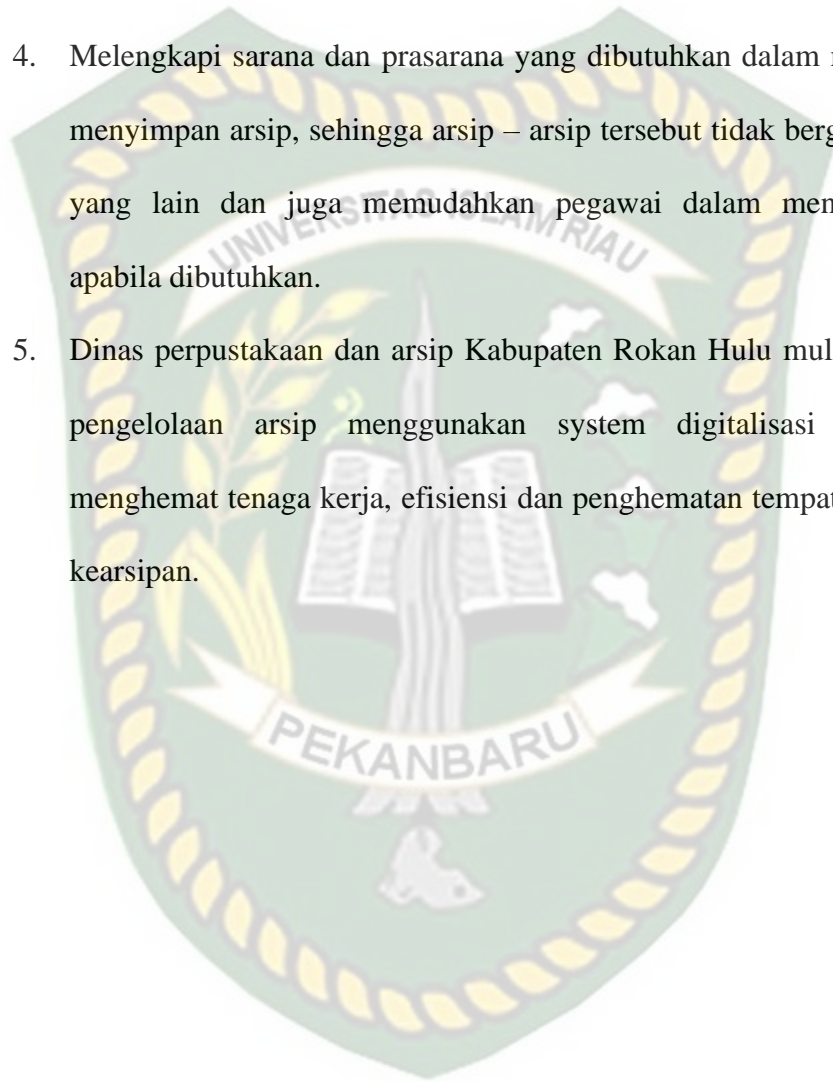 4. Melengkapi sarana dan prasarana yang dibutuhkan dalam
menyimpan arsip, sehingga arsip – arsip tersebut tidak
yang lain dan juga memudahkan pegawai dalam
apabila dibutuhkan.
5. Dinas perpustakaan dan arsip Kabupaten Rokan Hulu
pengelolaan arsip menggunakan system digitalisasi
menghemat tenaga kerja, efisiensi dan penghematan tempat
kearsipan.
UNIVERSITAS ISLAM RIAU
PEKANBARU